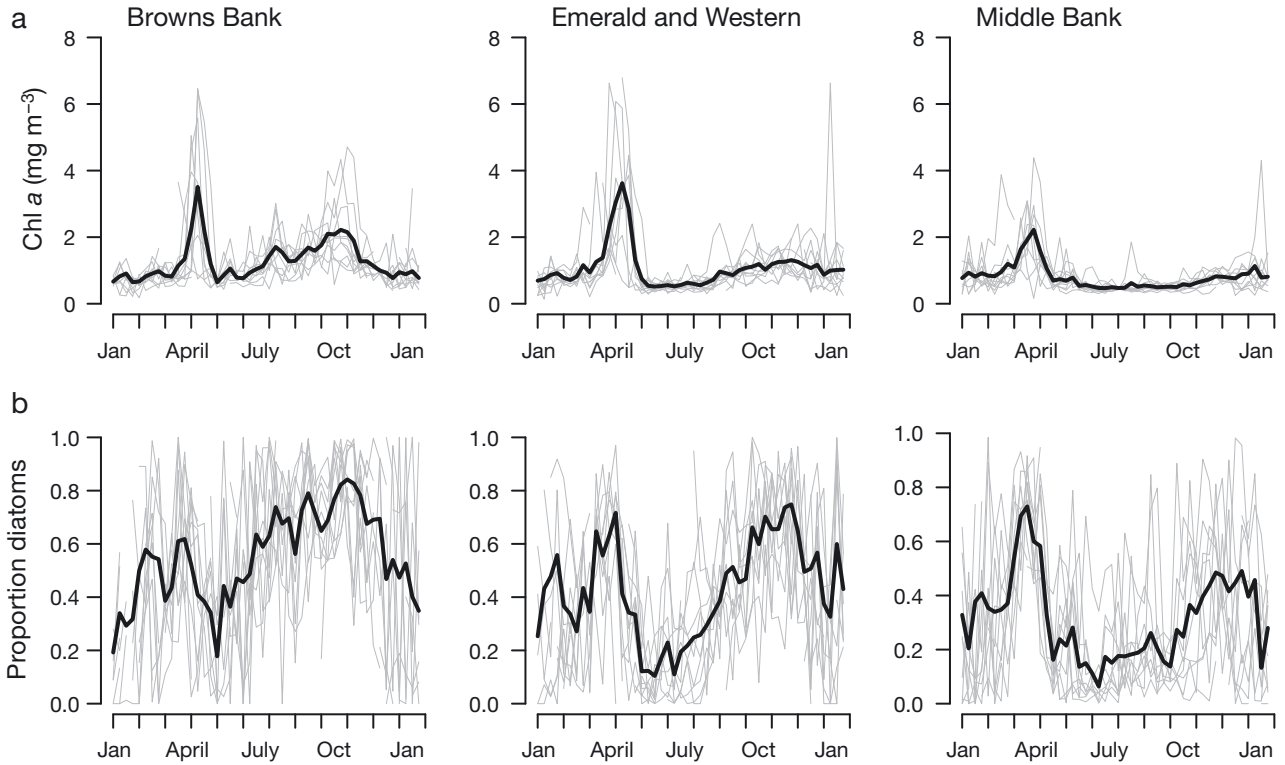 a
Browns Bank
Emerald and Western
Middle Bank
Chl a (mg m⁻³)
8
6
4
2
0
Jan April July Oct Jan
8
6
4
2
0
Jan April July Oct Jan
8
6
4
2
0
Jan April July Oct Jan
b
Proportion diatoms
1.0
0.8
0.6
0.4
0.2
0.0
Jan April July Oct Jan
1.0
0.8
0.6
0.4
0.2
0.0
Jan April July Oct Jan
1.0
0.8
0.6
0.4
0.2
0.0
Jan April July Oct Jan